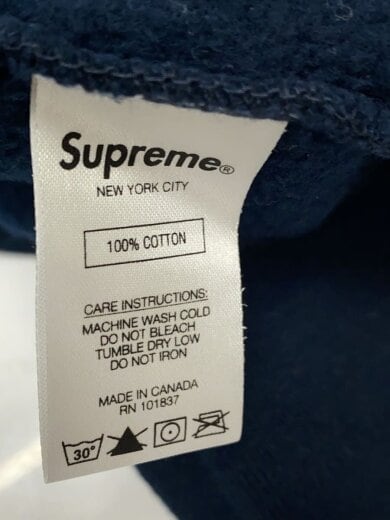 Supreme®
NEW YORK CITY
100% COTTON
CARE INSTRUCTIONS:
MACHINE WASH COLD
DO NOT BLEACH
TUMBLE DRY LOW
DO NOT IRON
MADE IN CANADA
RN 101837
30°